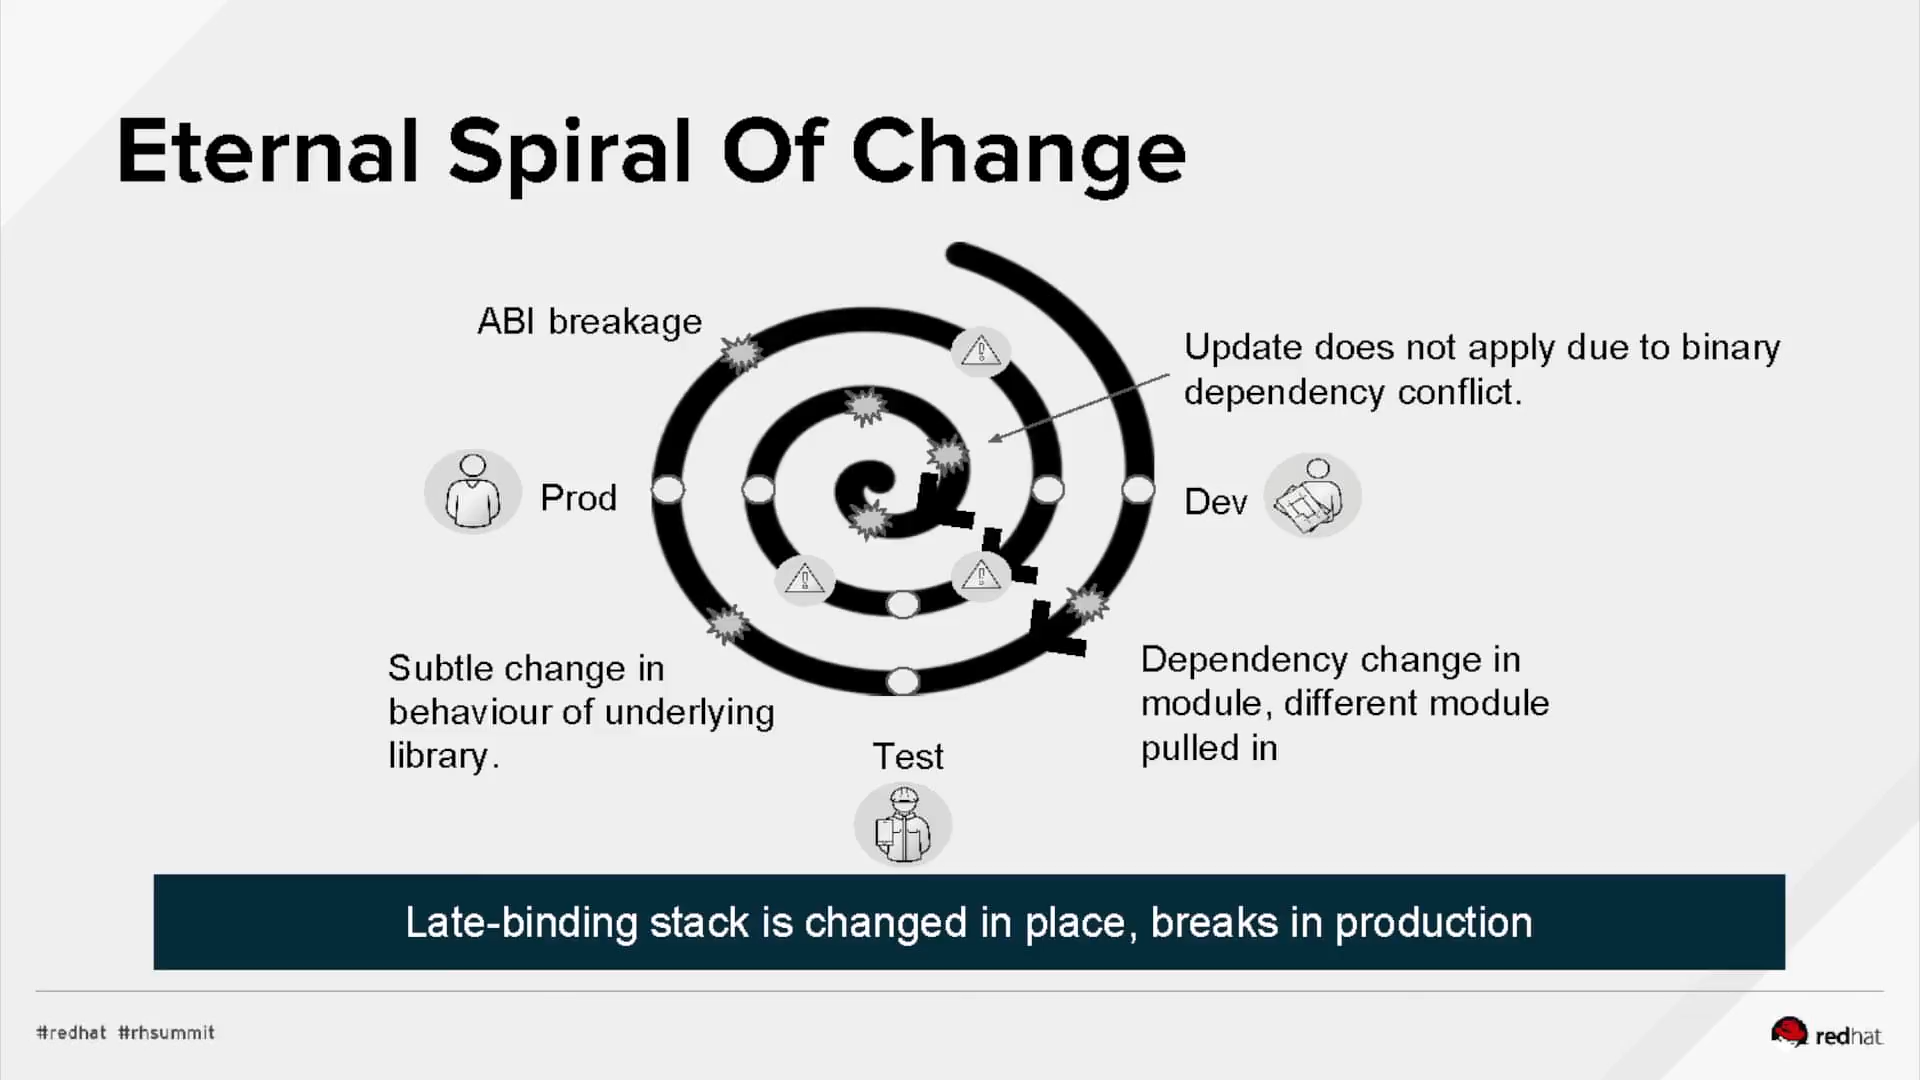 Eternal Spiral Of Change
ABI breakage
Update does not apply due to binary
dependency conflict.
Prod
Dev
Subtle change in
behaviour of underlying
library.
Dependency change in
module, different module
pulled in
Test
Late-binding stack is changed in place, breaks in production
#redhat #rhsummit
redhat